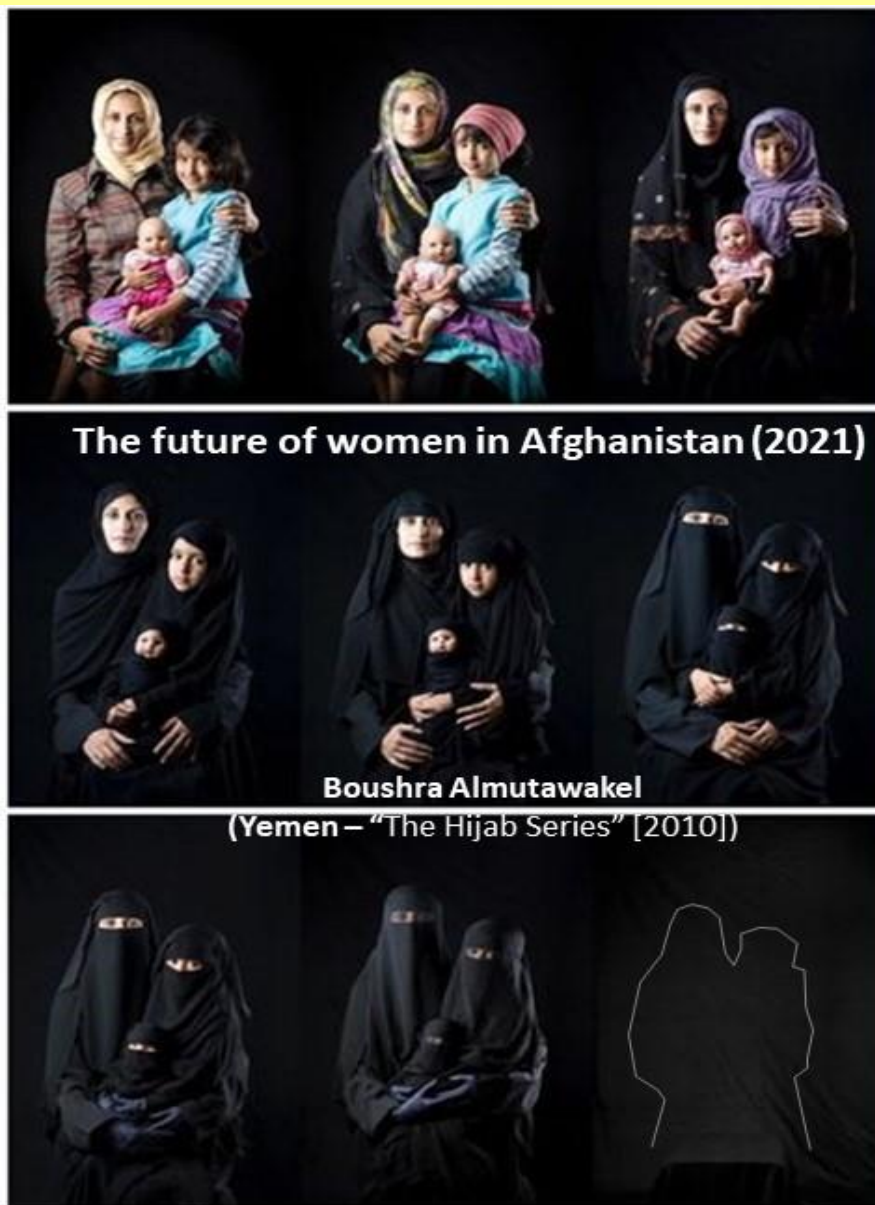 The future of women in Afghanistan (2021)
Boushra Almutawakel
(Yemen – “The Hijab Series” [2010])